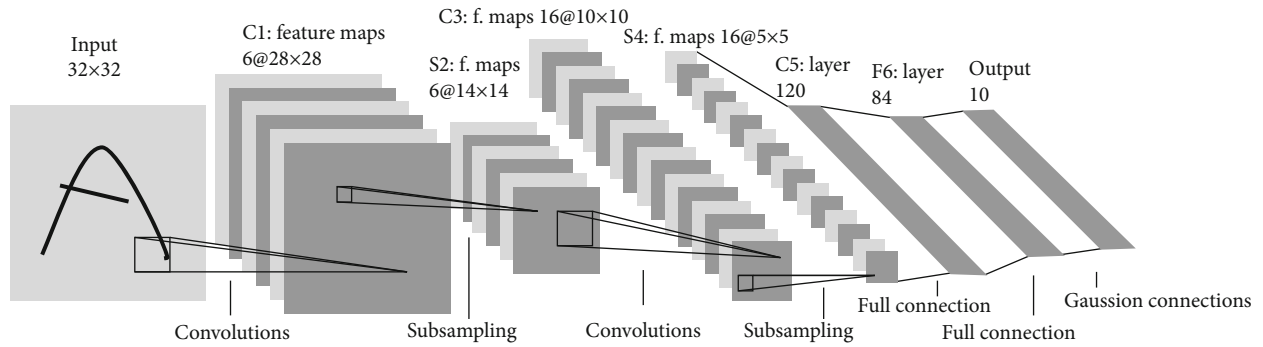 Input
32×32
C1: feature maps
6@28×28
S2: f. maps
6@14×14
C3: f. maps 16@10×10
S4: f. maps 16@5×5
C5: layer
120
F6: layer
84
Output
10
Convolutions
Subsampling
Convolutions
Subsampling
Full connection
Full connection
Gaussion connections